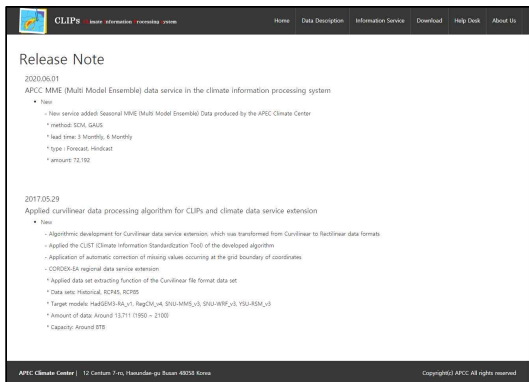 CLIPs Climate Information Processing System
Home Data Description Information Service Download Help Desk About Us
Release Note
2020.06.01
APCC MME (Multi Model Ensemble) data service in the climate information processing system
• New
- New service added: Seasonal MME (Multi Model Ensemble) Data produced by the APEC Climate Center
* method: SCM, GAUS
* lead time: 3 Monthly, 6 Monthly
* type : Forecast, Hindcast
* amount: 72,192
2017.05.29
Applied curvilinear data processing algorithm for CLIPs and climate data service extension
• New
- Algorithmic development for Curvilinear data service extension, which was transformed from Curvilinear to Rectilinear data formats
- Applied the CLIST (Climate Information Standardization Tool) of the developed algorithm
- Application of automatic correction of missing values occurring at the grid boundary of coordinates
- CORDEX-EA regional data service extension
* Applied data set extracting function of the Curvilinear file format data set
* Data sets: Historical, RCP45, RCP85
* Target models: HadGEM3-RA_v1, RegCM_v4, SNU-MM5_v3, SNU-WRF_v3, YSU-RSM_v3
* Amount of data: Around 13,711 (1950 ~ 2100)
* Capacity: Around 8TB
APEC Climate Center | 12 Centum 7-ro, Haeundae-gu Busan 48058 Korea
Copyright(c) APCC All rights reserved